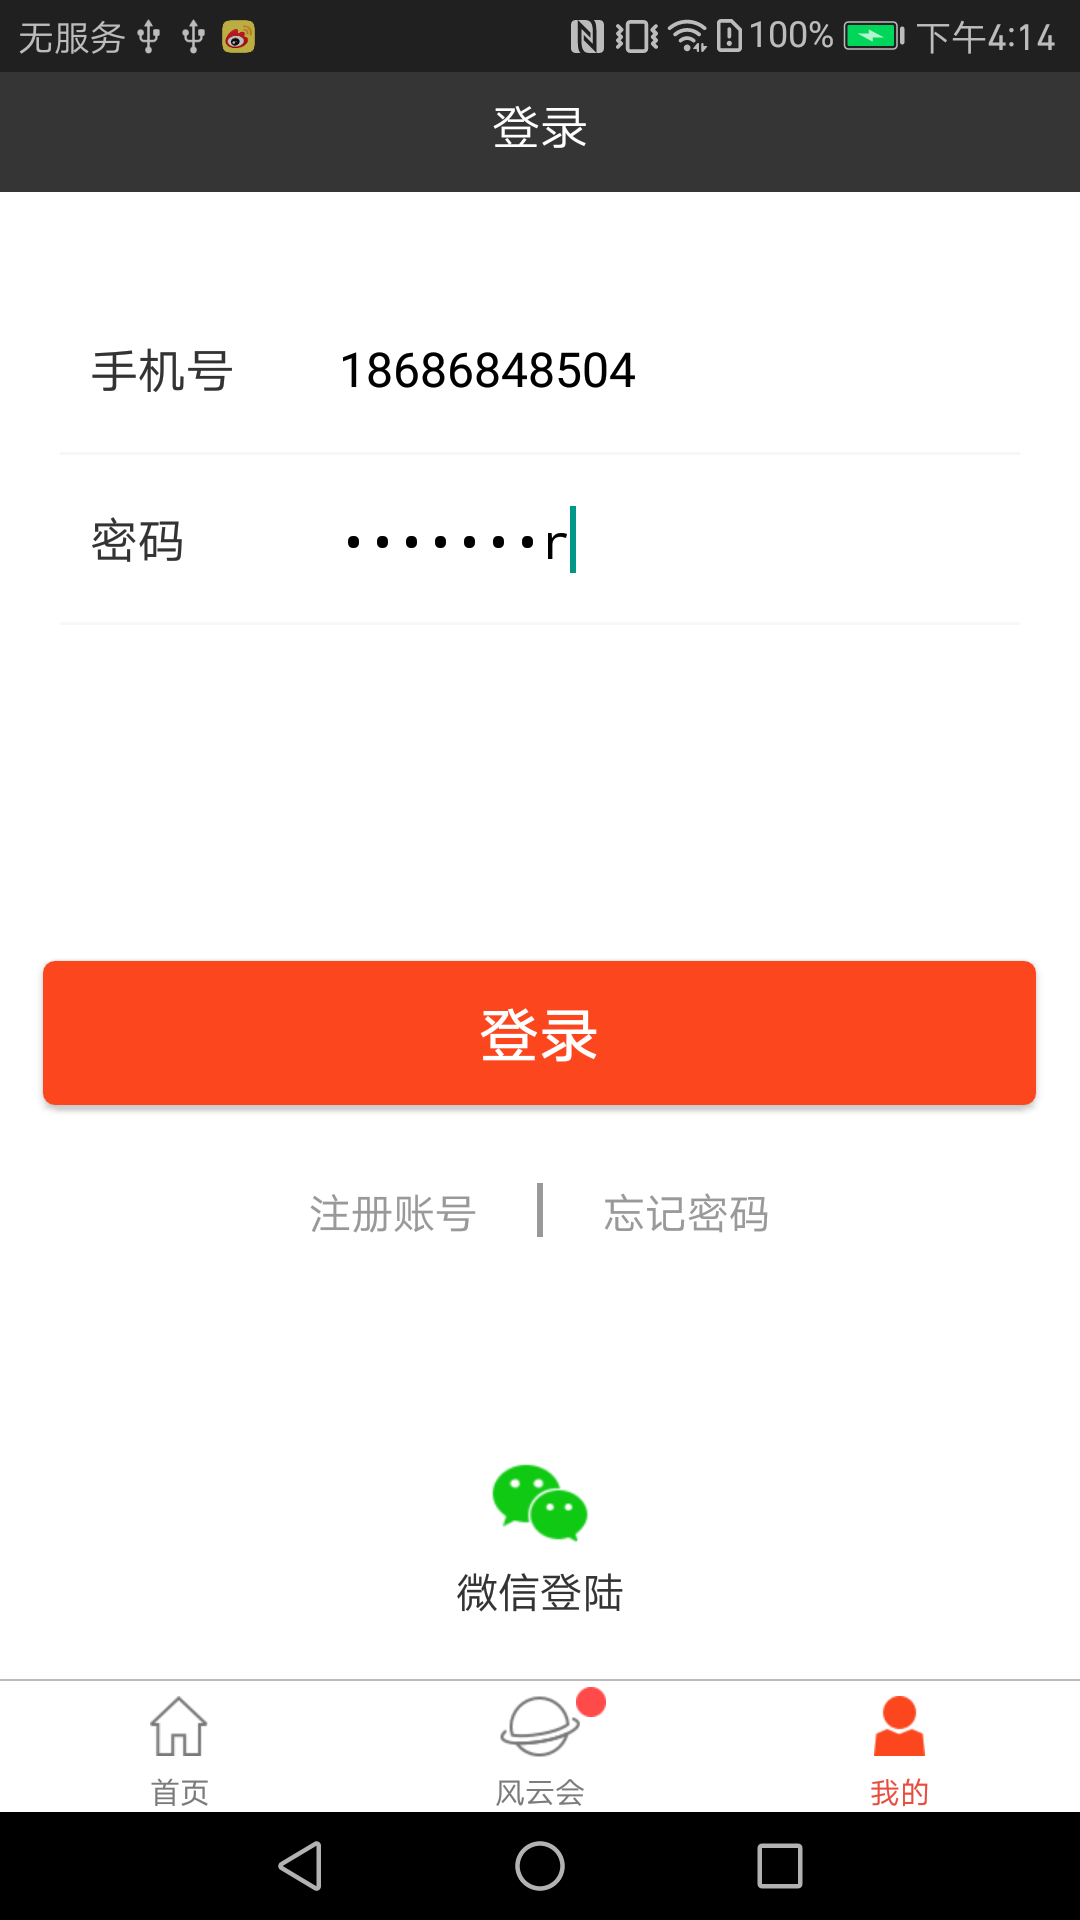 无服务 100% 下午4:14
登录
手机号 18686848504
密码 •••••••r
登录
注册账号 忘记密码
微信登陆
首页 风云会 我的